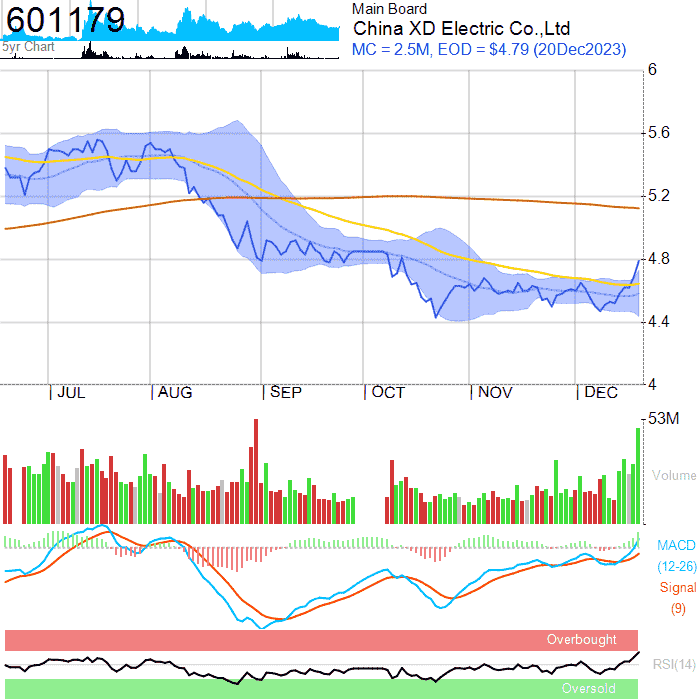 601179
5yr Chart
Main Board
China XD Electric Co.,Ltd
MC = 2.5M, EOD = $4.79 (20Dec2023)
6
5.6
5.2
4.8
4.4
4
JUL AUG SEP OCT NOV DEC
53M
Volume
MACD
(12-26)
Signal
(9)
Overbought
RSI(14)
Oversold